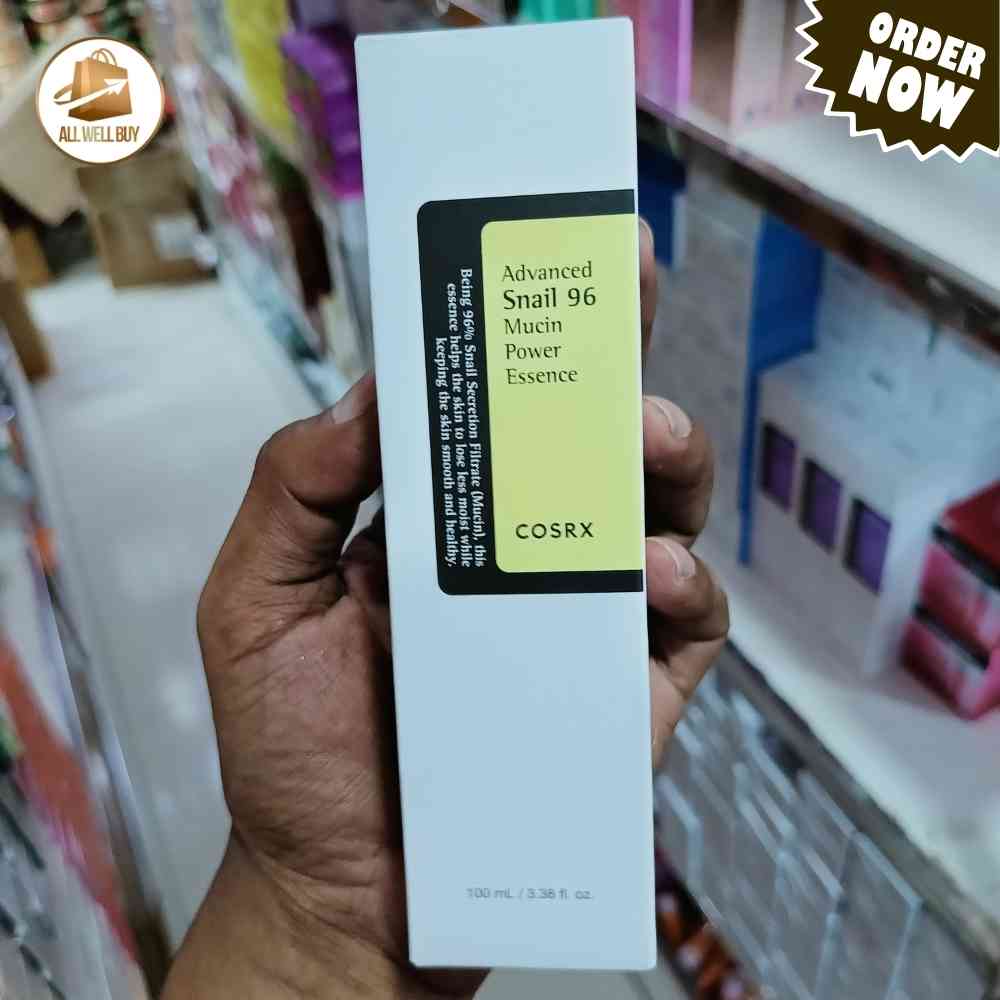 ALL WELL BUY
ORDER
NOW
Advanced
Snail 96
Mucin
Power
Essence
COSRX
Being 96% Snail Secretion Filtrate (Mucin), this
essence helps the skin to lose less moist while
keeping the skin smooth and healthy.
100 mL / 3.38 fl. oz.